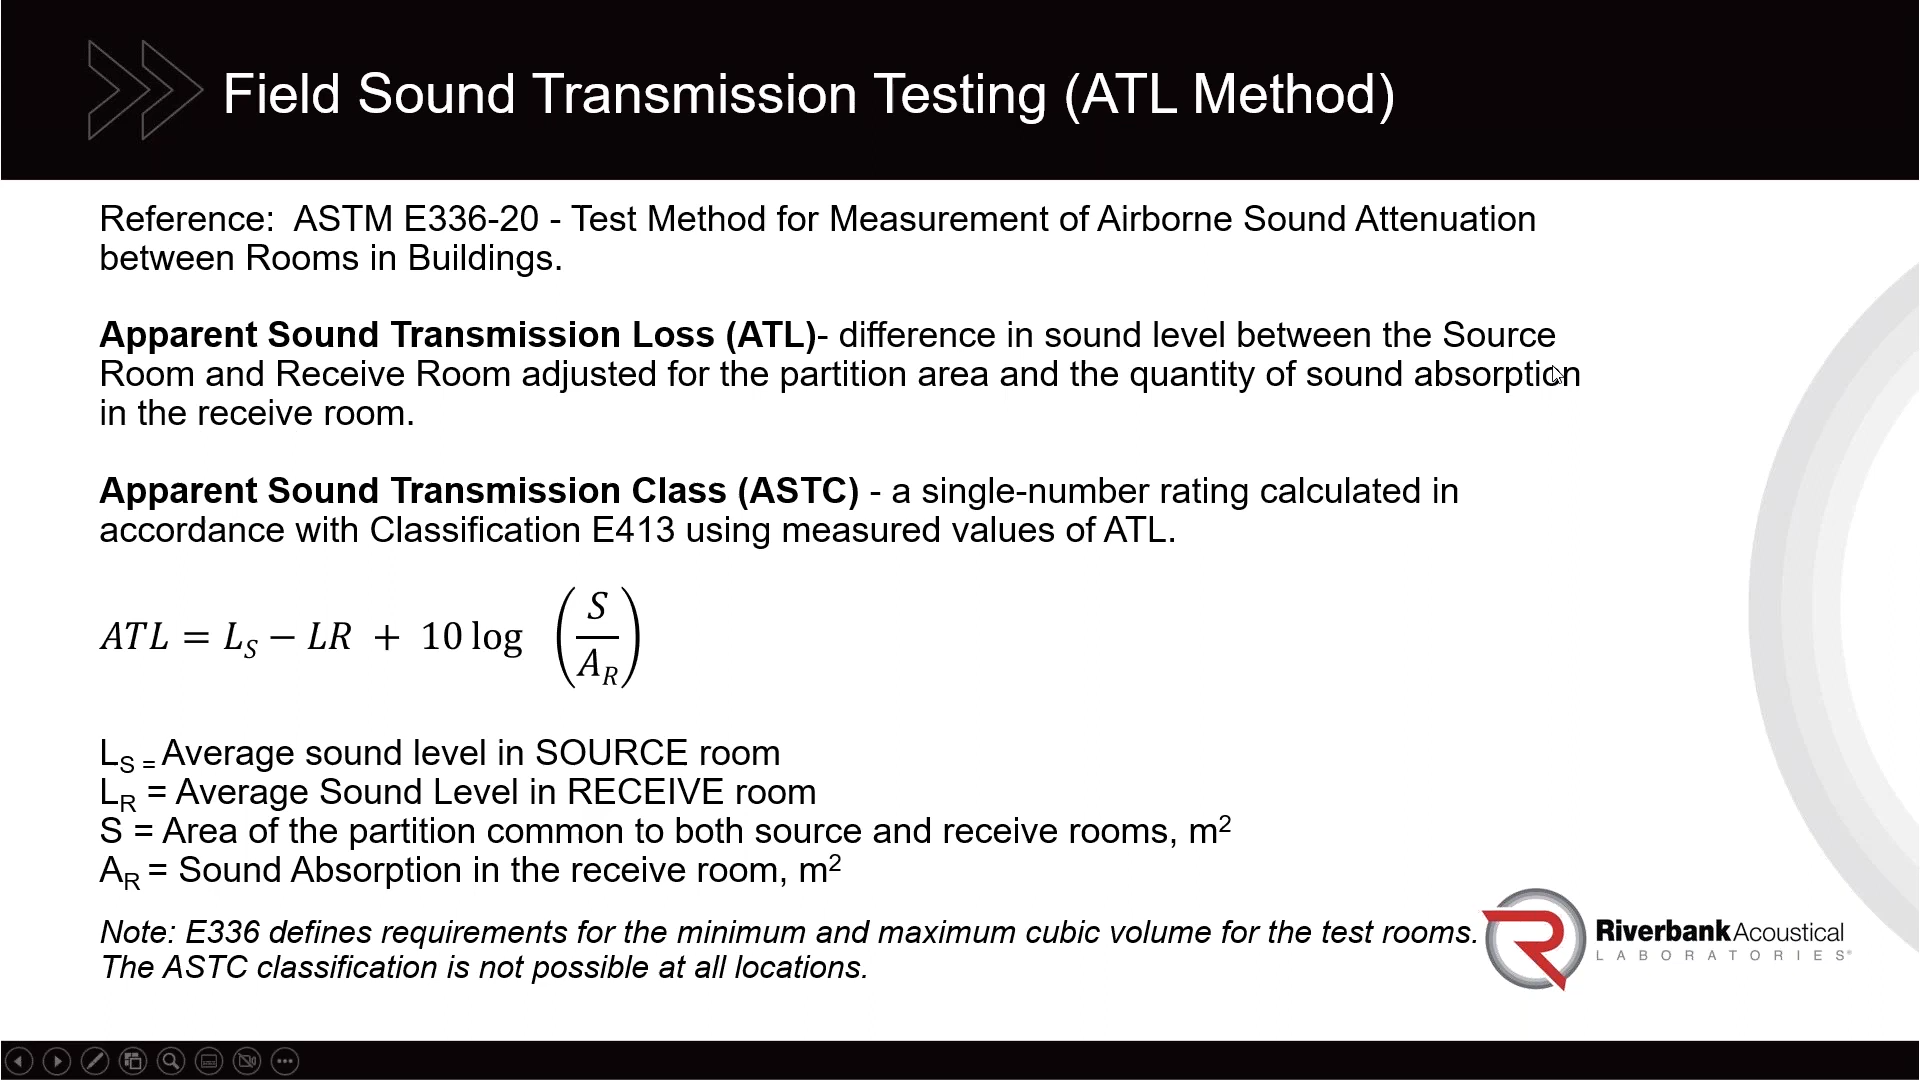 Field Sound Transmission Testing (ATL Method)
Reference:  ASTM E336-20 - Test Method for Measurement of Airborne Sound Attenuation
between Rooms in Buildings.
Apparent Sound Transmission Loss (ATL)- difference in sound level between the Source
Room and Receive Room adjusted for the partition area and the quantity of sound absorption
in the receive room.
Apparent Sound Transmission Class (ASTC) - a single-number rating calculated in
accordance with Classification E413 using measured values of ATL.
ATL = L_S − LR + 10 log (S/A_R)
L_S = Average sound level in SOURCE room
L_R = Average Sound Level in RECEIVE room
S = Area of the partition common to both source and receive rooms, m²
A_R = Sound Absorption in the receive room, m²
Note: E336 defines requirements for the minimum and maximum cubic volume for the test rooms.
The ASTC classification is not possible at all locations.
RiverbankAcoustical
LABORATORIES®